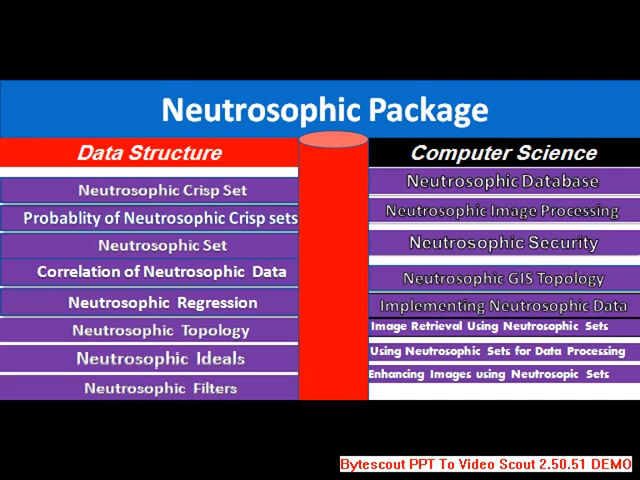 Neutrosophic Package
Data Structure
Neutrosophic Crisp Set
Probablity of Neutrosophic Crisp sets
Neutrosophic Set
Correlation of Neutrosophic Data
Neutrosophic Regression
Neutrosophic Topology
Neutrosophic Ideals
Neutrosophic Filters
Computer Science
Neutrosophic Database
Neutrosophic Image Processing
Neutrosophic Security
Neutrosophic GIS Topology
Implementing Neutrosophic Data
Image Retrieval Using Neutrosophic Sets
Using Neutrosophic Sets for Data Processing
Enhancing Images using Neutrosopic Sets
Bytescout PPT To Video Scout 2.50.51 DEMO